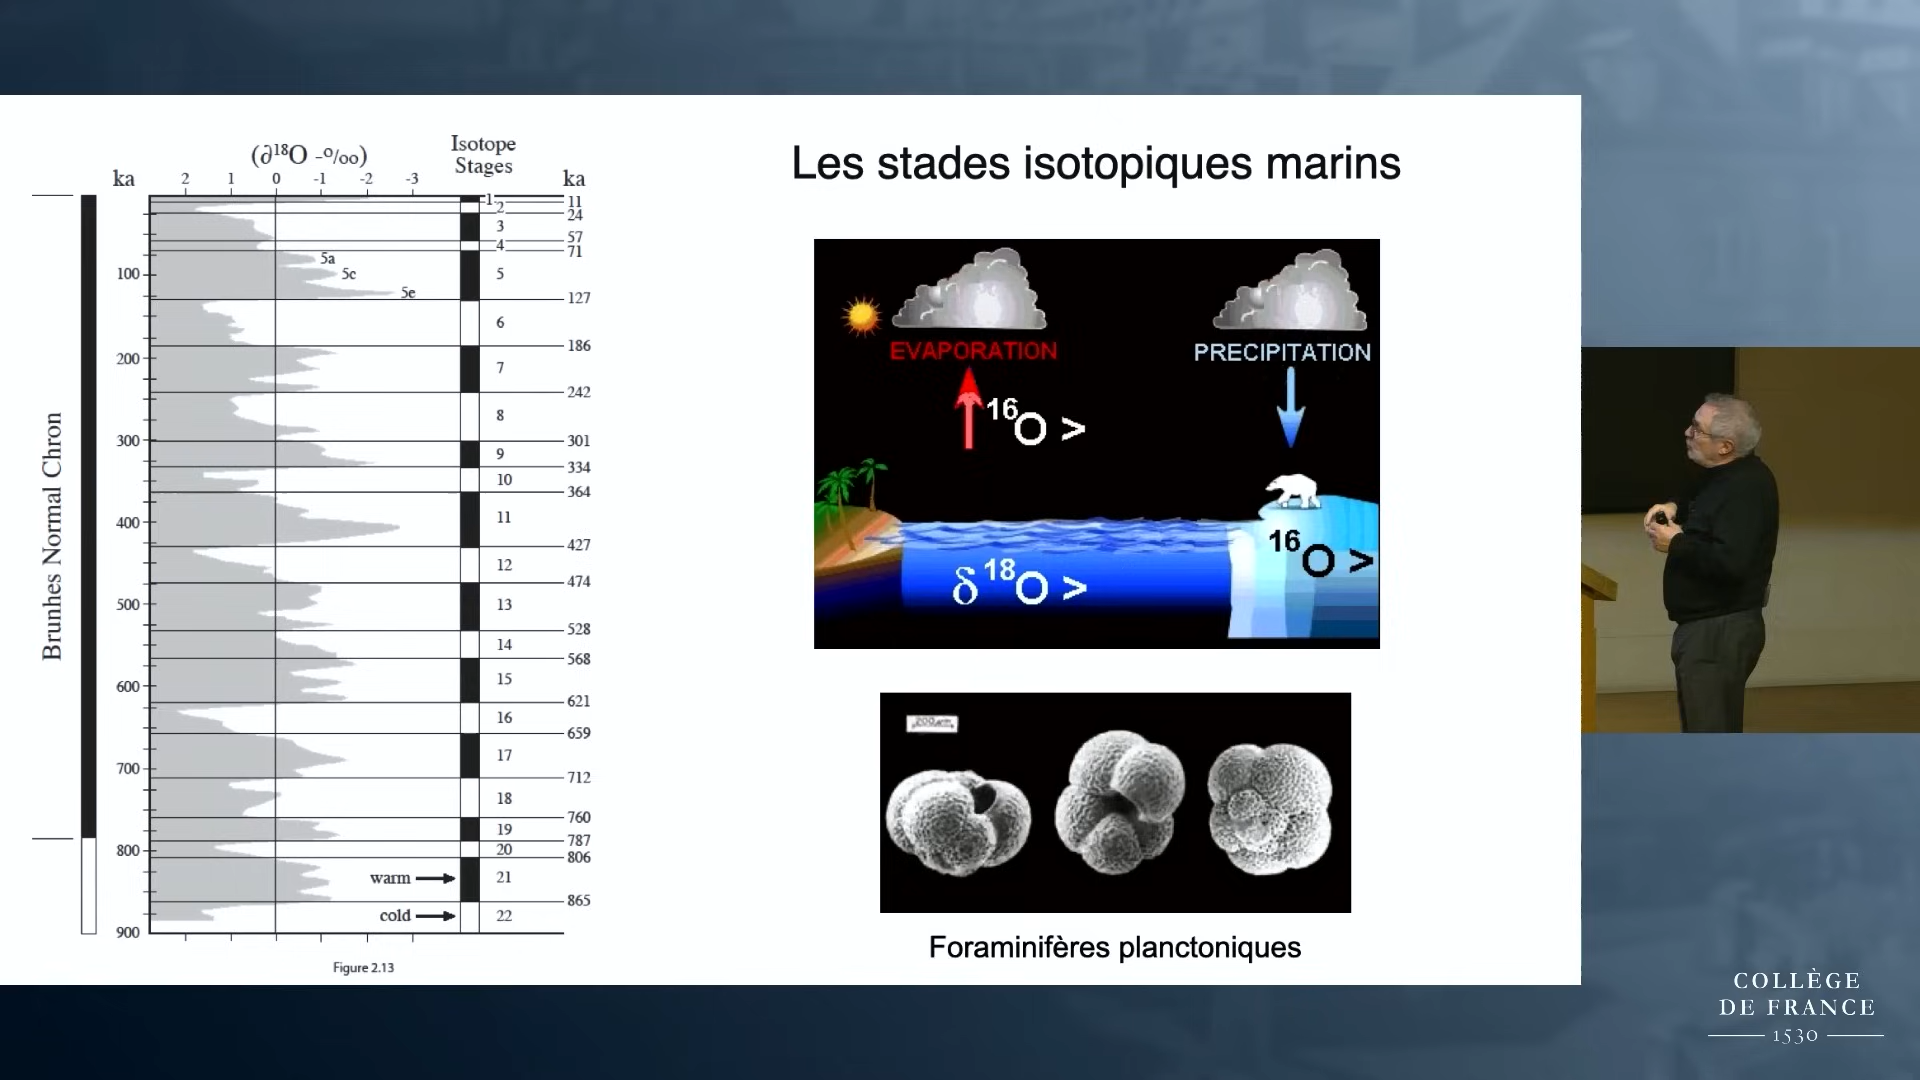 Les stades isotopiques marins
(∂¹⁸O -o/oo)
Isotope
Stages
ka
2 1 0 -1 -2 -3
ka
1 11
2 24
3 57
4 71
5a
5c
5e
5 127
6 186
7 242
8 301
9 334
10 364
11 427
12 474
13 528
14 568
15 621
16 659
17 712
18 760
19 787
20 806
warm
21 865
cold
22
100
200
300
400
500
600
700
800
900
Brunhes Normal Chron
Figure 2.13
EVAPORATION
PRECIPITATION
¹⁶O >
δ ¹⁸O >
¹⁶O >
200µm
Foraminifères planctoniques
COLLÈGE
DE FRANCE
1530